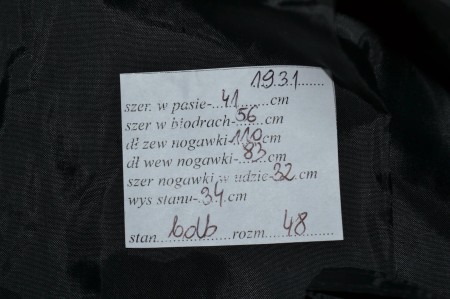 1931
szer. w pasie-41 cm
szer w biodrach-56 cm
dł zew nogawki-110 cm
dł wew nogawki-83 cm
szer nogawki w udzie-32 cm
wys stanu-34 cm
stan bdb rozm 48